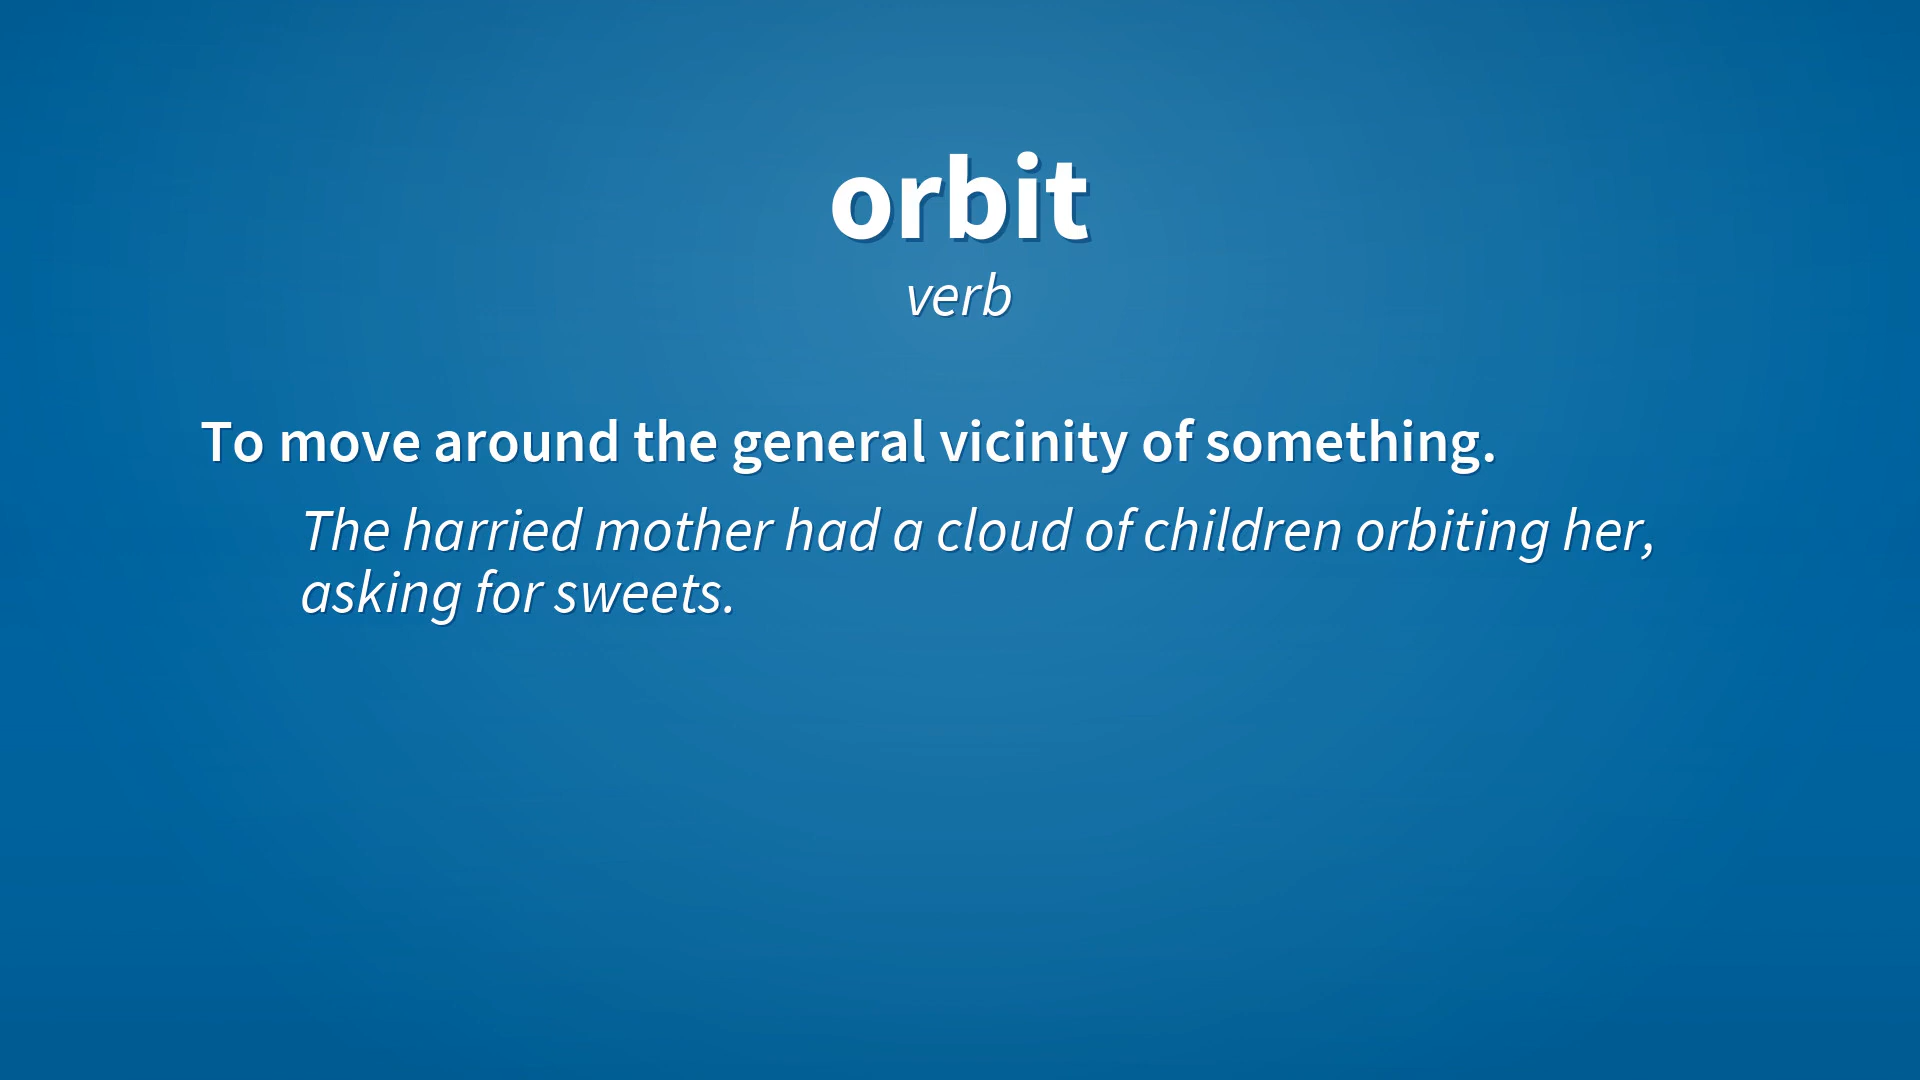 orbit
verb
To move around the general vicinity of something.
The harried mother had a cloud of children orbiting her,
asking for sweets.